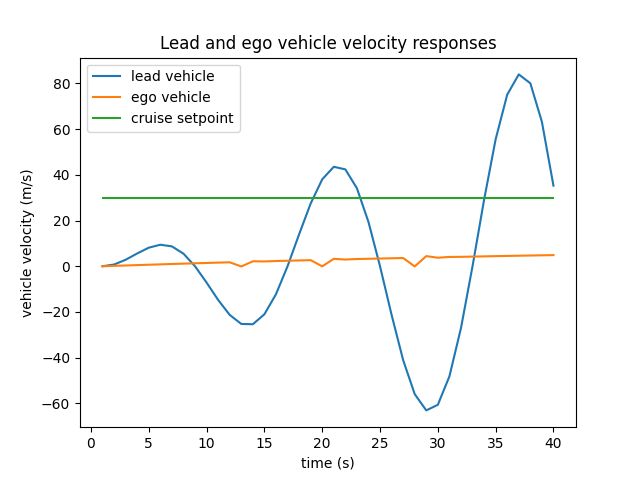 Lead and ego vehicle velocity responses
lead vehicle
ego vehicle
cruise setpoint
vehicle velocity (m/s)
80
60
40
20
0
−20
−40
−60
0 5 10 15 20 25 30 35 40
time (s)